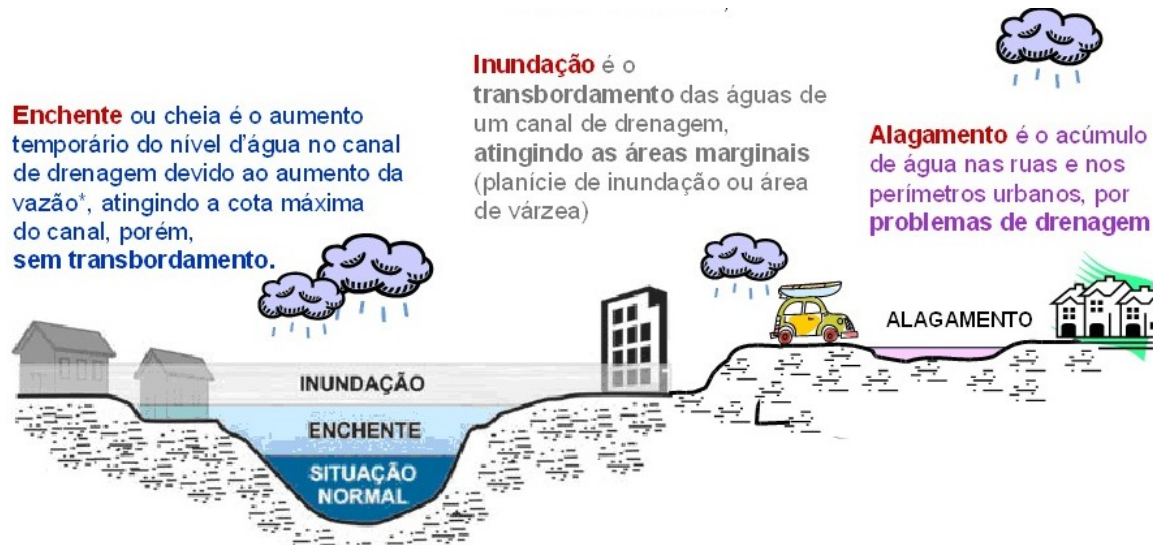 Enchente ou cheia é o aumento
temporário do nível d'água no canal
de drenagem devido ao aumento da
vazão*, atingindo a cota máxima
do canal, porém,
sem transbordamento.
Inundação é o
transbordamento das águas de
um canal de drenagem,
atingindo as áreas marginais
(planície de inundação ou área
de várzea)
Alagamento é o acúmulo
de água nas ruas e nos
perímetros urbanos, por
problemas de drenagem
ALAGAMENTO
INUNDAÇÃO
ENCHENTE
SITUAÇÃO
NORMAL